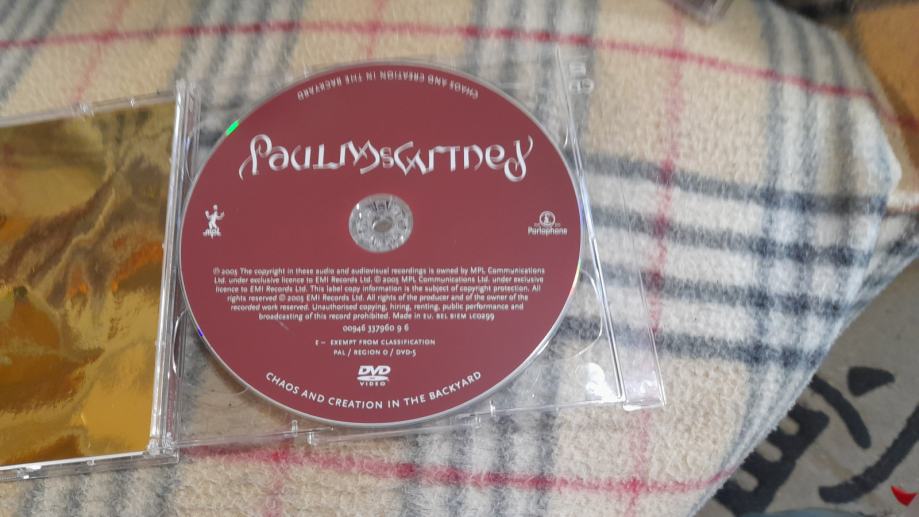 CHAOS AND CREATION IN THE BACKYARD
PaulMcCartney
MPL
Parlophone
℗ 2005 The copyright in these audio and audiovisual recordings is owned by MPL Communications
Ltd. under exclusive licence to EMI Records Ltd. © 2005 MPL Communications Ltd. under exclusive
licence to EMI Records Ltd. This label copy information is the subject of copyright protection. All
rights reserved © 2005 EMI Records Ltd. All rights of the producer and of the owner of the
recorded work reserved. Unauthorised copying, hiring, renting, public performance and
broadcasting of this record prohibited. Made in EU. BEL BIEM LC0299
00946 337960 9 6
E – EXEMPT FROM CLASSIFICATION
PAL / REGION 0 / DVD-5
DVD
VIDEO
CHAOS AND CREATION IN THE BACKYARD